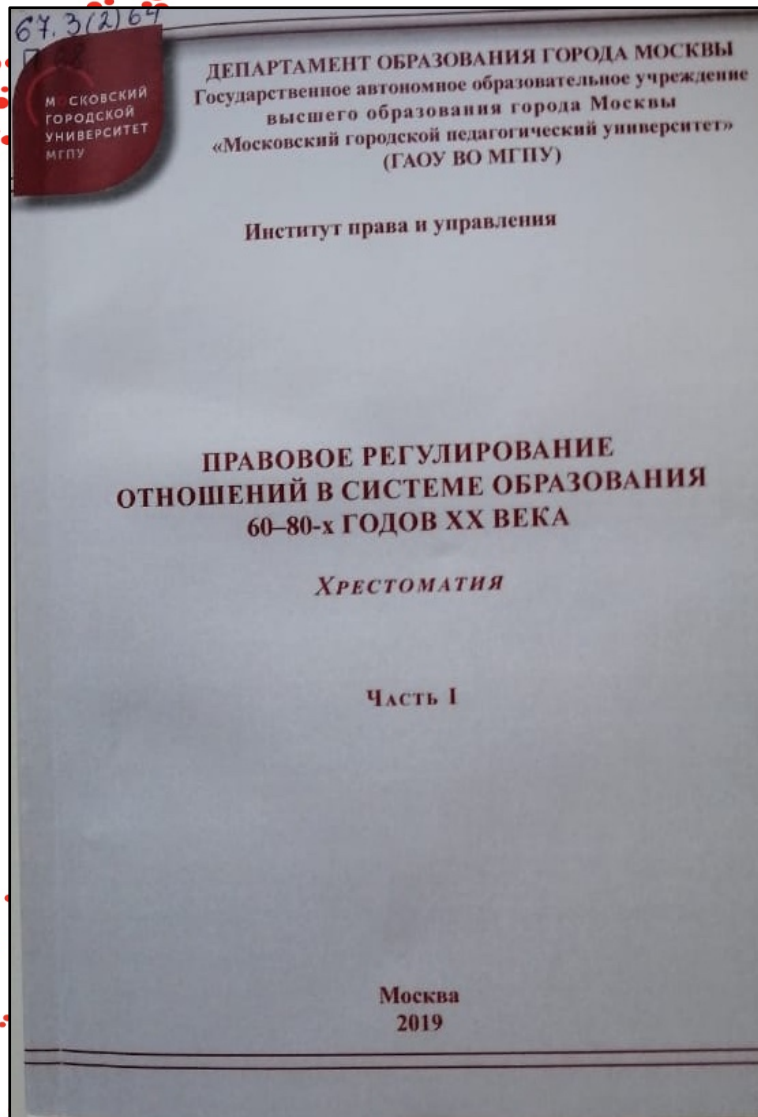 67.3(2)64
МОСКОВСКИЙ
ГОРОДСКОЙ
УНИВЕРСИТЕТ
МГПУ
ДЕПАРТАМЕНТ ОБРАЗОВАНИЯ ГОРОДА МОСКВЫ
Государственное автономное образовательное учреждение
высшего образования города Москвы
«Московский городской педагогический университет»
(ГАОУ ВО МГПУ)
Институт права и управления
ПРАВОВОЕ РЕГУЛИРОВАНИЕ
ОТНОШЕНИЙ В СИСТЕМЕ ОБРАЗОВАНИЯ
60–80-х ГОДОВ XX ВЕКА
ХРЕСТОМАТИЯ
ЧАСТЬ I
Москва
2019